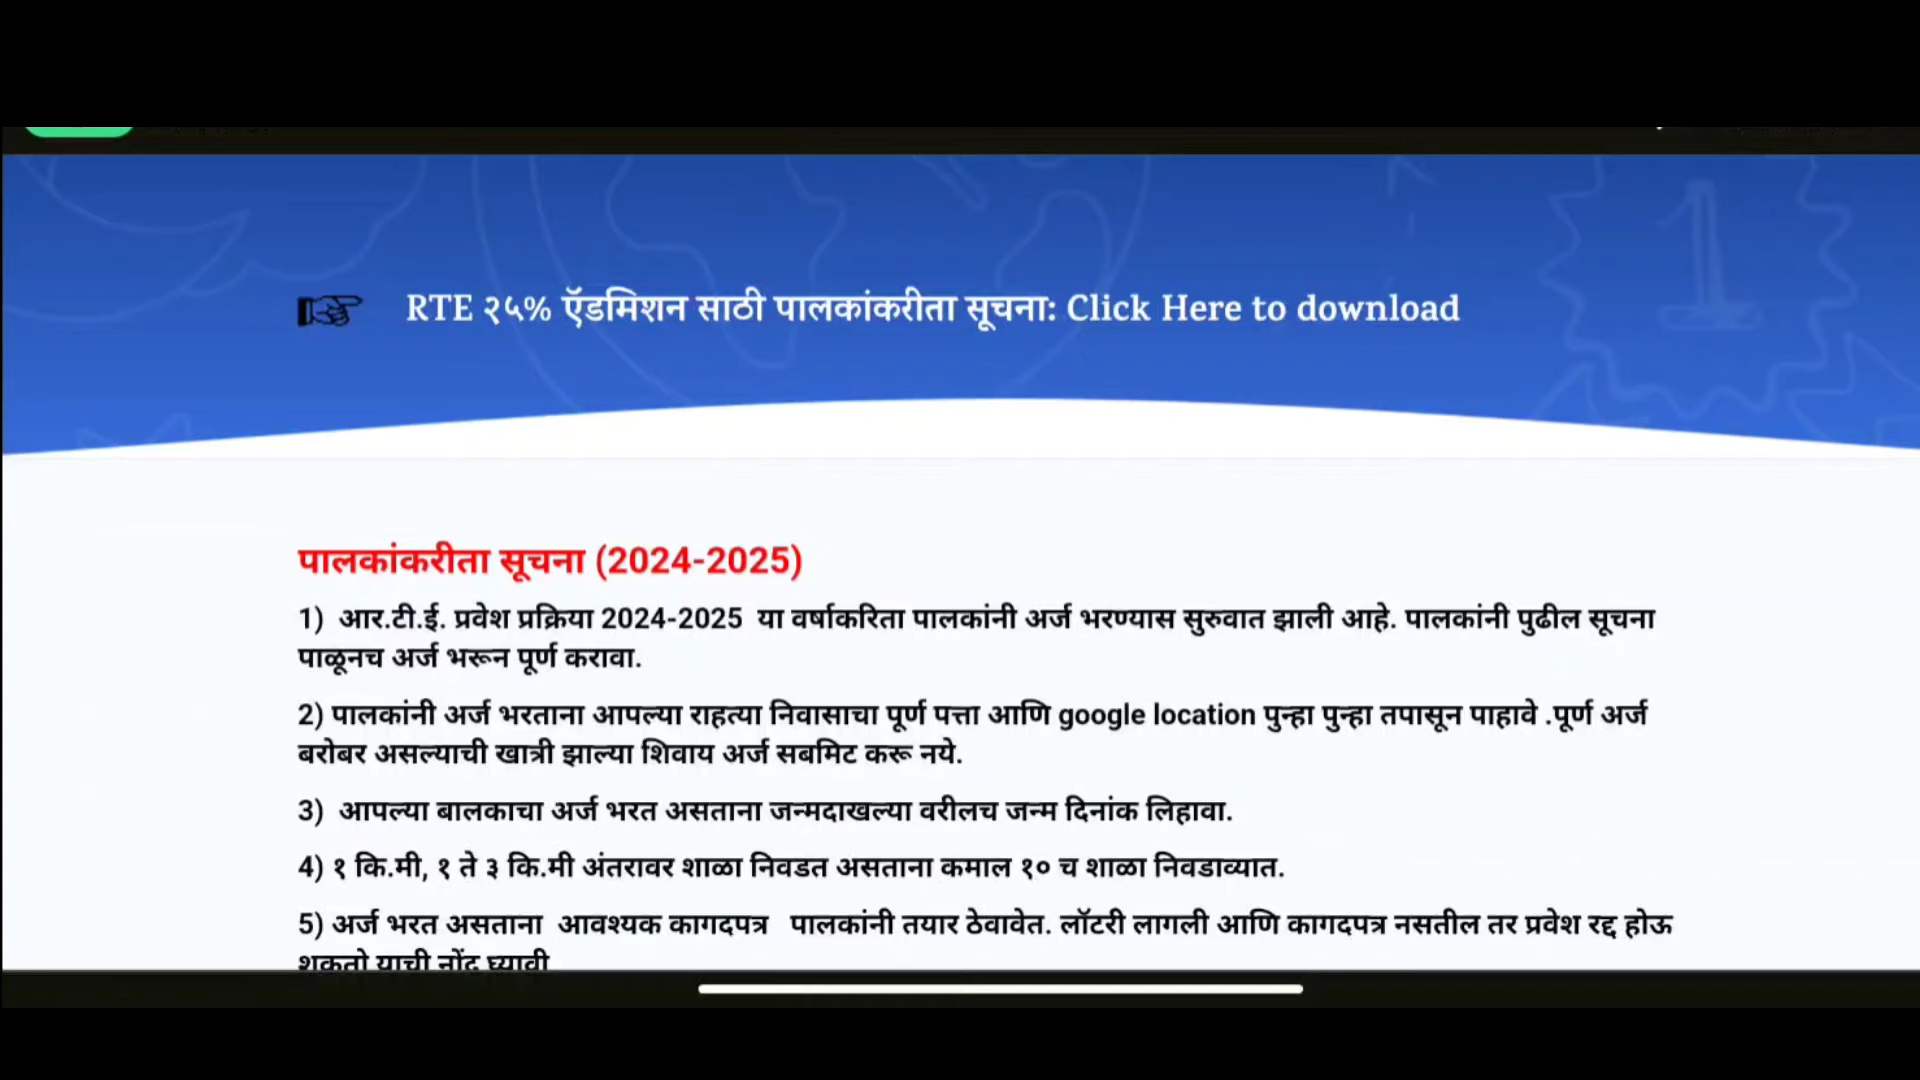 RTE २५% ऍडमिशन साठी पालकांकरीता सूचना: Click Here to download
पालकांकरीता सूचना (2024-2025)
1) आर.टी.ई. प्रवेश प्रक्रिया 2024-2025 या वर्षाकरिता पालकांनी अर्ज भरण्यास सुरुवात झाली आहे. पालकांनी पुढील सूचना
पाळूनच अर्ज भरून पूर्ण करावा.
2) पालकांनी अर्ज भरताना आपल्या राहत्या निवासाचा पूर्ण पत्ता आणि google location पुन्हा पुन्हा तपासून पाहावे .पूर्ण अर्ज
बरोबर असल्याची खात्री झाल्या शिवाय अर्ज सबमिट करू नये.
3) आपल्या बालकाचा अर्ज भरत असताना जन्मदाखल्या वरीलच जन्म दिनांक लिहावा.
4) १ कि.मी, १ ते ३ कि.मी अंतरावर शाळा निवडत असताना कमाल १० च शाळा निवडाव्यात.
5) अर्ज भरत असताना आवश्यक कागदपत्र पालकांनी तयार ठेवावेत. लॉटरी लागली आणि कागदपत्र नसतील तर प्रवेश रद्द होऊ
शकतो याची नोंद घ्यावी